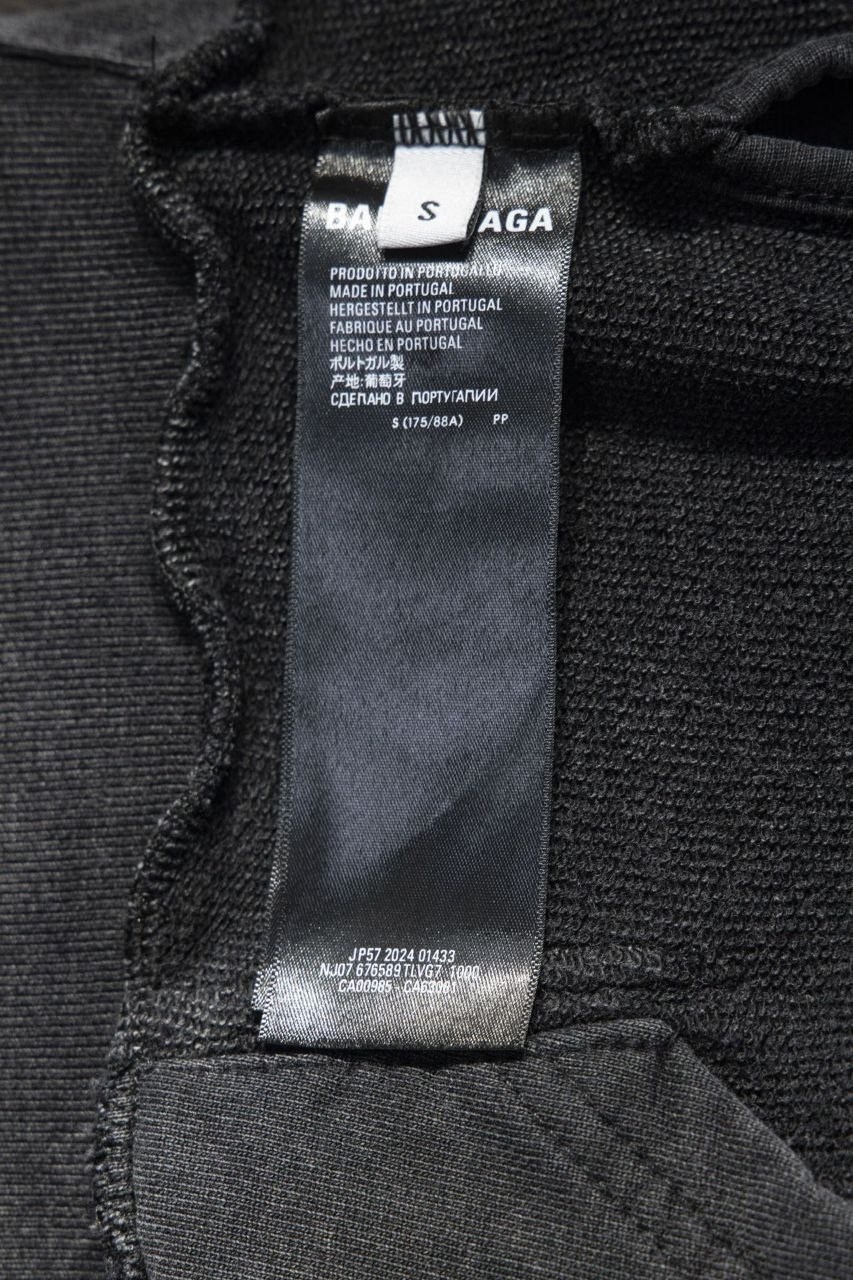 S
BA AGA
PRODOTTO IN PORTOGALLO
MADE IN PORTUGAL
HERGESTELLT IN PORTUGAL
FABRIQUE AU PORTUGAL
HECHO EN PORTUGAL
ポルトガル製
产地:葡萄牙
СДЕЛАНО В ПОРТУГАЛИИ
S (175/88A) PP
JP57 2024 01433
NJ07 676589 TLVG7 1000
CA00985 - CA63001